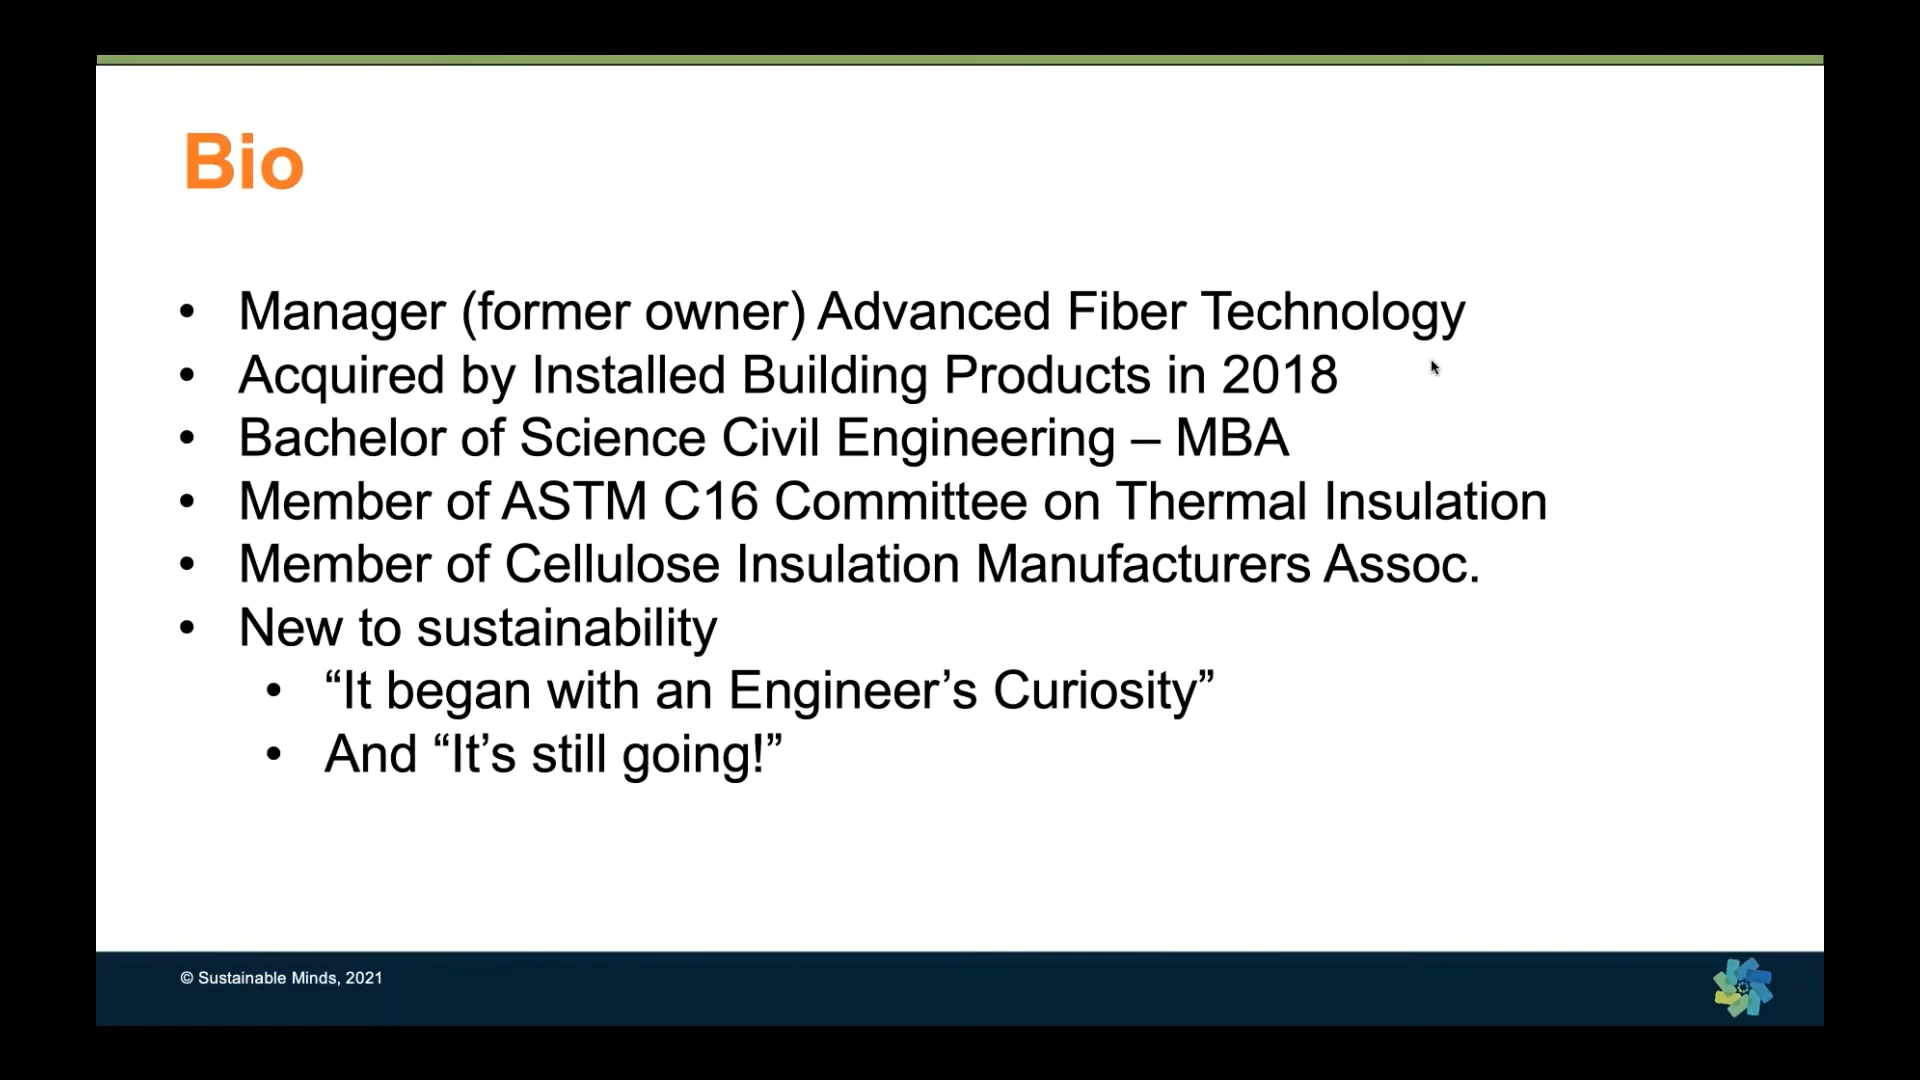 Bio
• Manager (former owner) Advanced Fiber Technology
• Acquired by Installed Building Products in 2018
• Bachelor of Science Civil Engineering – MBA
• Member of ASTM C16 Committee on Thermal Insulation
• Member of Cellulose Insulation Manufacturers Assoc.
• New to sustainability
• “It began with an Engineer’s Curiosity”
• And “It’s still going!”
© Sustainable Minds, 2021